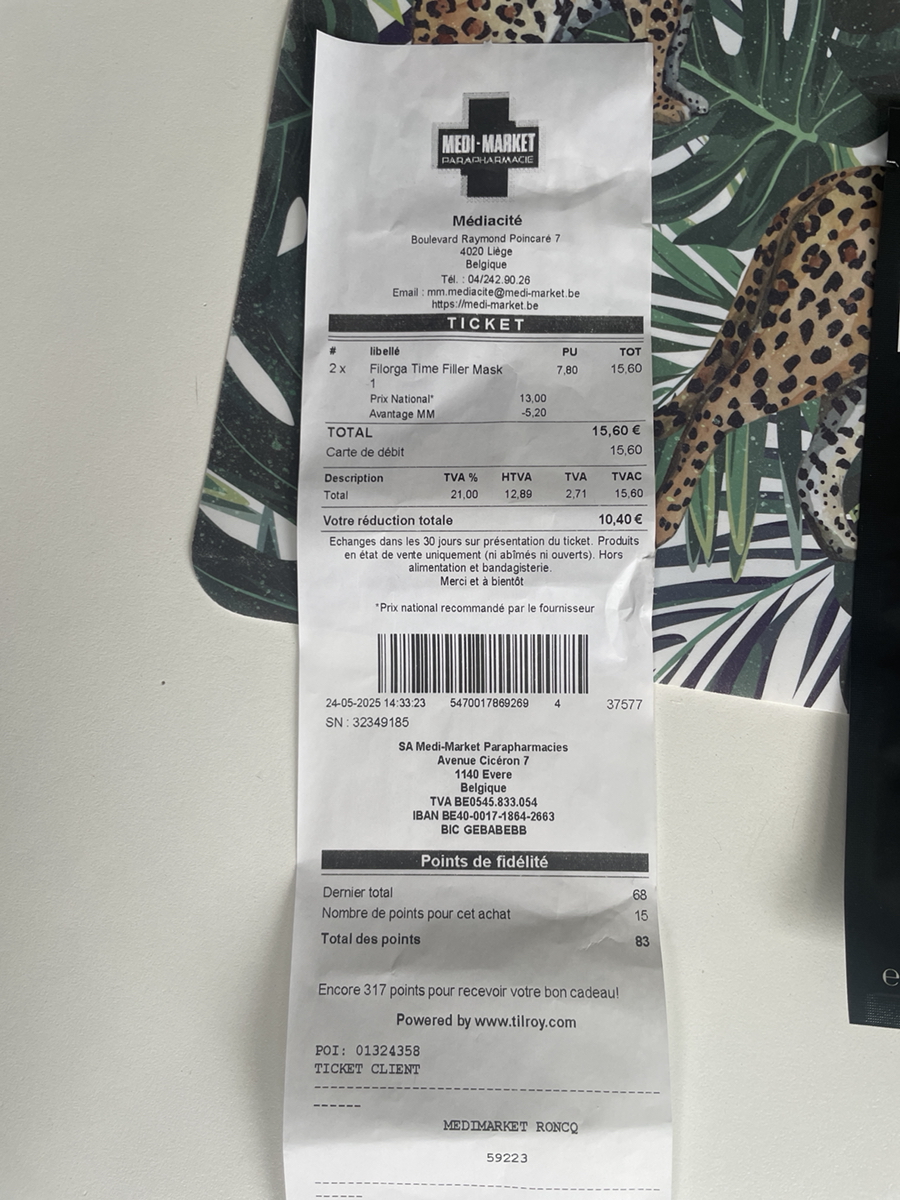 MEDI-MARKET
PARAPHARMACIE
Médiacité
Boulevard Raymond Poincaré 7
4020 Liège
Belgique
Tél. : 04/242.90.26
Email : mm.mediacite@medi-market.be
https://medi-market.be
TICKET
# libellé PU TOT
2 x Filorga Time Filler Mask 7,80 15,60
1
Prix National* 13,00
Avantage MM -5,20
TOTAL 15,60 €
Carte de débit 15,60
Description TVA % HTVA TVA TVAC
Total 21,00 12,89 2,71 15,60
Votre réduction totale 10,40 €
Echanges dans les 30 jours sur présentation du ticket. Produits
en état de vente uniquement (ni abîmés ni ouverts). Hors
alimentation et bandagisterie.
Merci et à bientôt
*Prix national recommandé par le fournisseur
24-05-2025 14:33:23 5470017869269 4 37577
SN : 32349185
SA Medi-Market Parapharmacies
Avenue Cicéron 7
1140 Evere
Belgique
TVA BE0545.833.054
IBAN BE40-0017-1864-2663
BIC GEBABEBB
Points de fidélité
Dernier total 68
Nombre de points pour cet achat 15
Total des points 83
Encore 317 points pour recevoir votre bon cadeau!
Powered by www.tilroy.com
POI: 01324358
TICKET CLIENT
MEDIMARKET RONCQ
59223